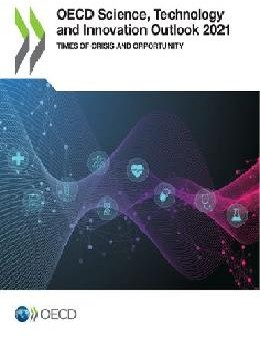 OECD Science, Technology
and Innovation Outlook 2021
TIMES OF CRISIS AND OPPORTUNITY
OECD